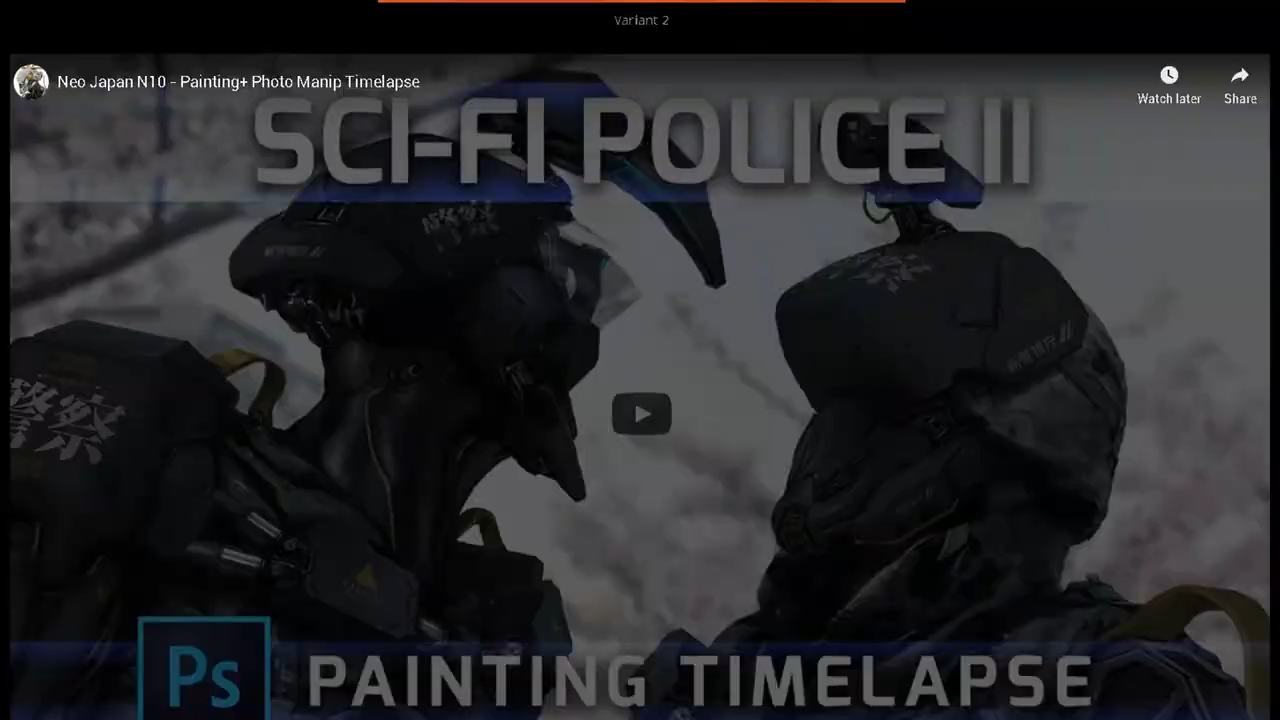 Variant 2
Neo Japan N10 - Painting+ Photo Manip Timelapse
Watch later
Share
SCI-FI POLICE II
警察
Ps
PAINTING TIMELAPSE